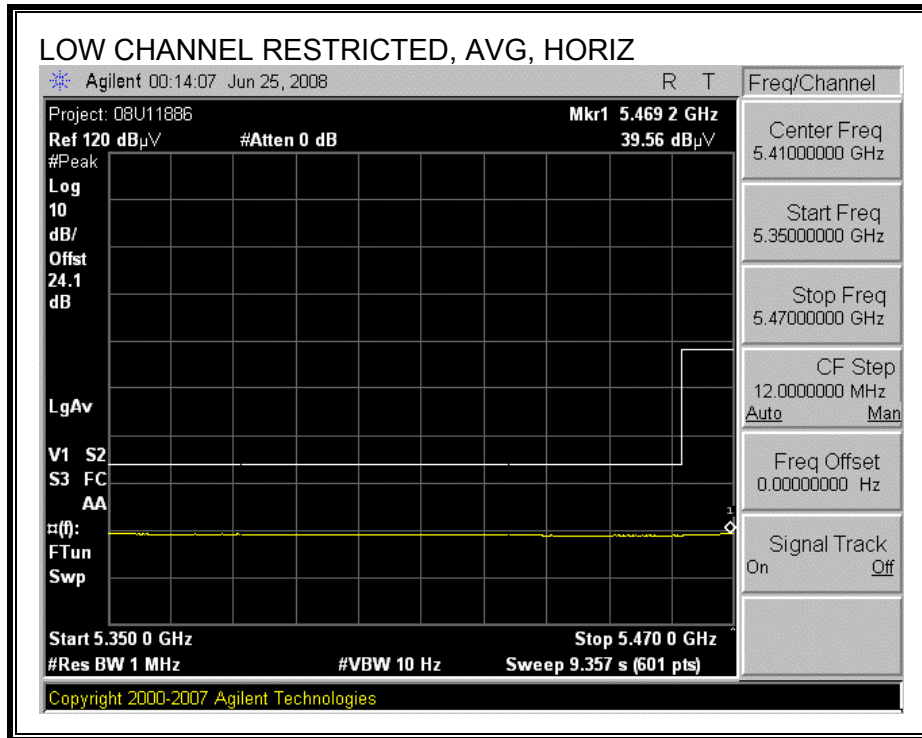 LOW CHANNEL RESTRICTED, AVG, HORIZ
Agilent 00:14:07 Jun 25, 2008 R T Freq/Channel
Project: 08U11886 Mkr1 5.469 2 GHz
Ref 120 dBµV #Atten 0 dB 39.56 dBµV
#Peak
Log
10
dB/
Offst
24.1
dB
LgAv
V1 S2
S3 FC
AA
¤(f):
FTun
Swp
1
Start 5.350 0 GHz Stop 5.470 0 GHz
#Res BW 1 MHz #VBW 10 Hz Sweep 9.357 s (601 pts)
Copyright 2000-2007 Agilent Technologies
Center Freq
5.41000000 GHz
Start Freq
5.35000000 GHz
Stop Freq
5.47000000 GHz
CF Step
12.0000000 MHz
Auto Man
Freq Offset
0.00000000 Hz
Signal Track
On Off